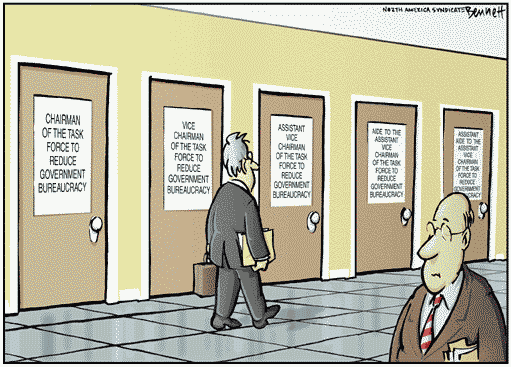 NORTH AMERICA SYNDICATE
Bennett
CHAIRMAN
OF THE TASK
FORCE TO
REDUCE
GOVERNMENT
BUREAUCRACY
VICE
CHAIRMAN
OF THE TASK
FORCE TO
REDUCE
GOVERNMENT
BUREAUCRACY
ASSISTANT
VICE
CHAIRMAN
OF THE TASK
FORCE TO
REDUCE
GOVERNMENT
BUREAUCRACY
AIDE TO THE
ASSISTANT
VICE
CHAIRMAN
OF THE TASK
FORCE TO
REDUCE
GOVERNMENT
BUREAUCRACY
ASSISTANT
AIDE TO THE
ASSISTANT
VICE
CHAIRMAN
OF THE TASK
FORCE TO
REDUCE
GOVERNMENT